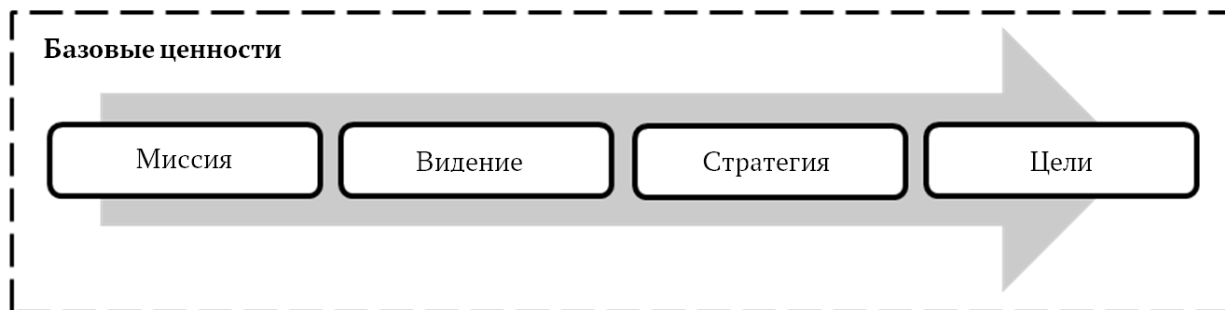 Базовые ценности
Миссия
Видение
Стратегия
Цели